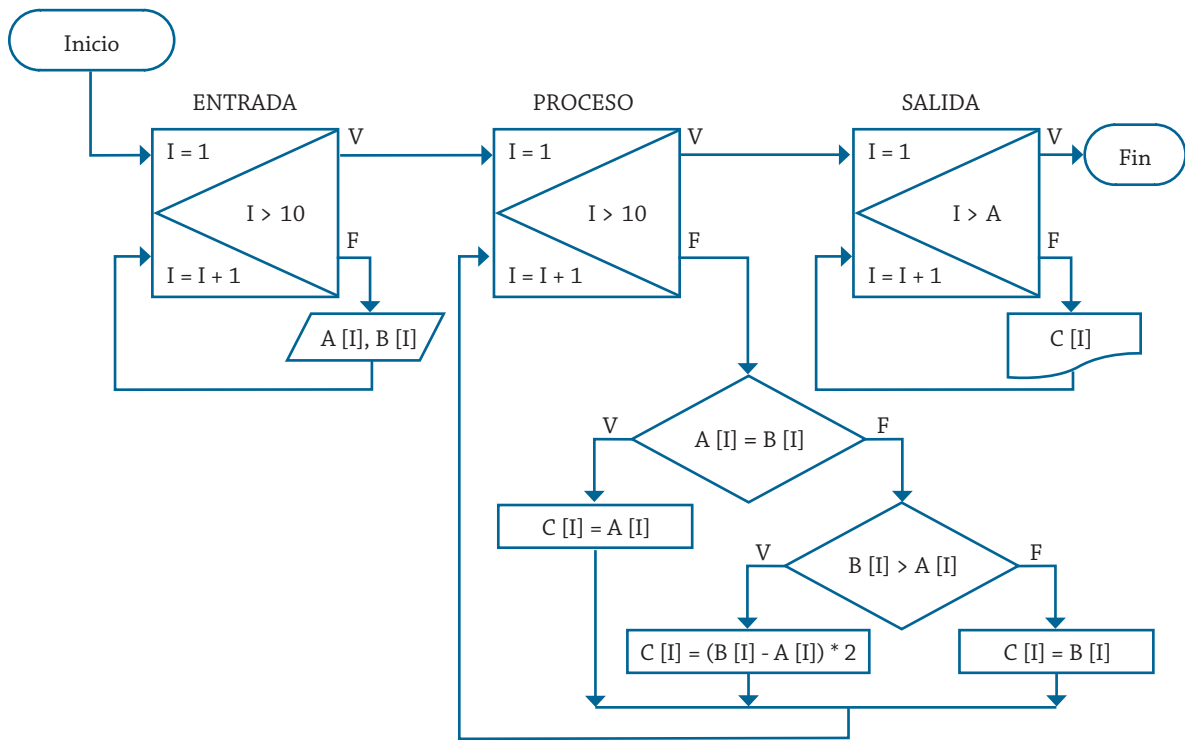 Inicio
ENTRADA
I = 1
V
I > 10
F
I = I + 1
A [I], B [I]
PROCESO
I = 1
V
I > 10
F
I = I + 1
A [I] = B [I]
V
F
C [I] = A [I]
B [I] > A [I]
V
F
C [I] = (B [I] - A [I]) * 2
C [I] = B [I]
SALIDA
I = 1
V
I > A
F
I = I + 1
C [I]
Fin